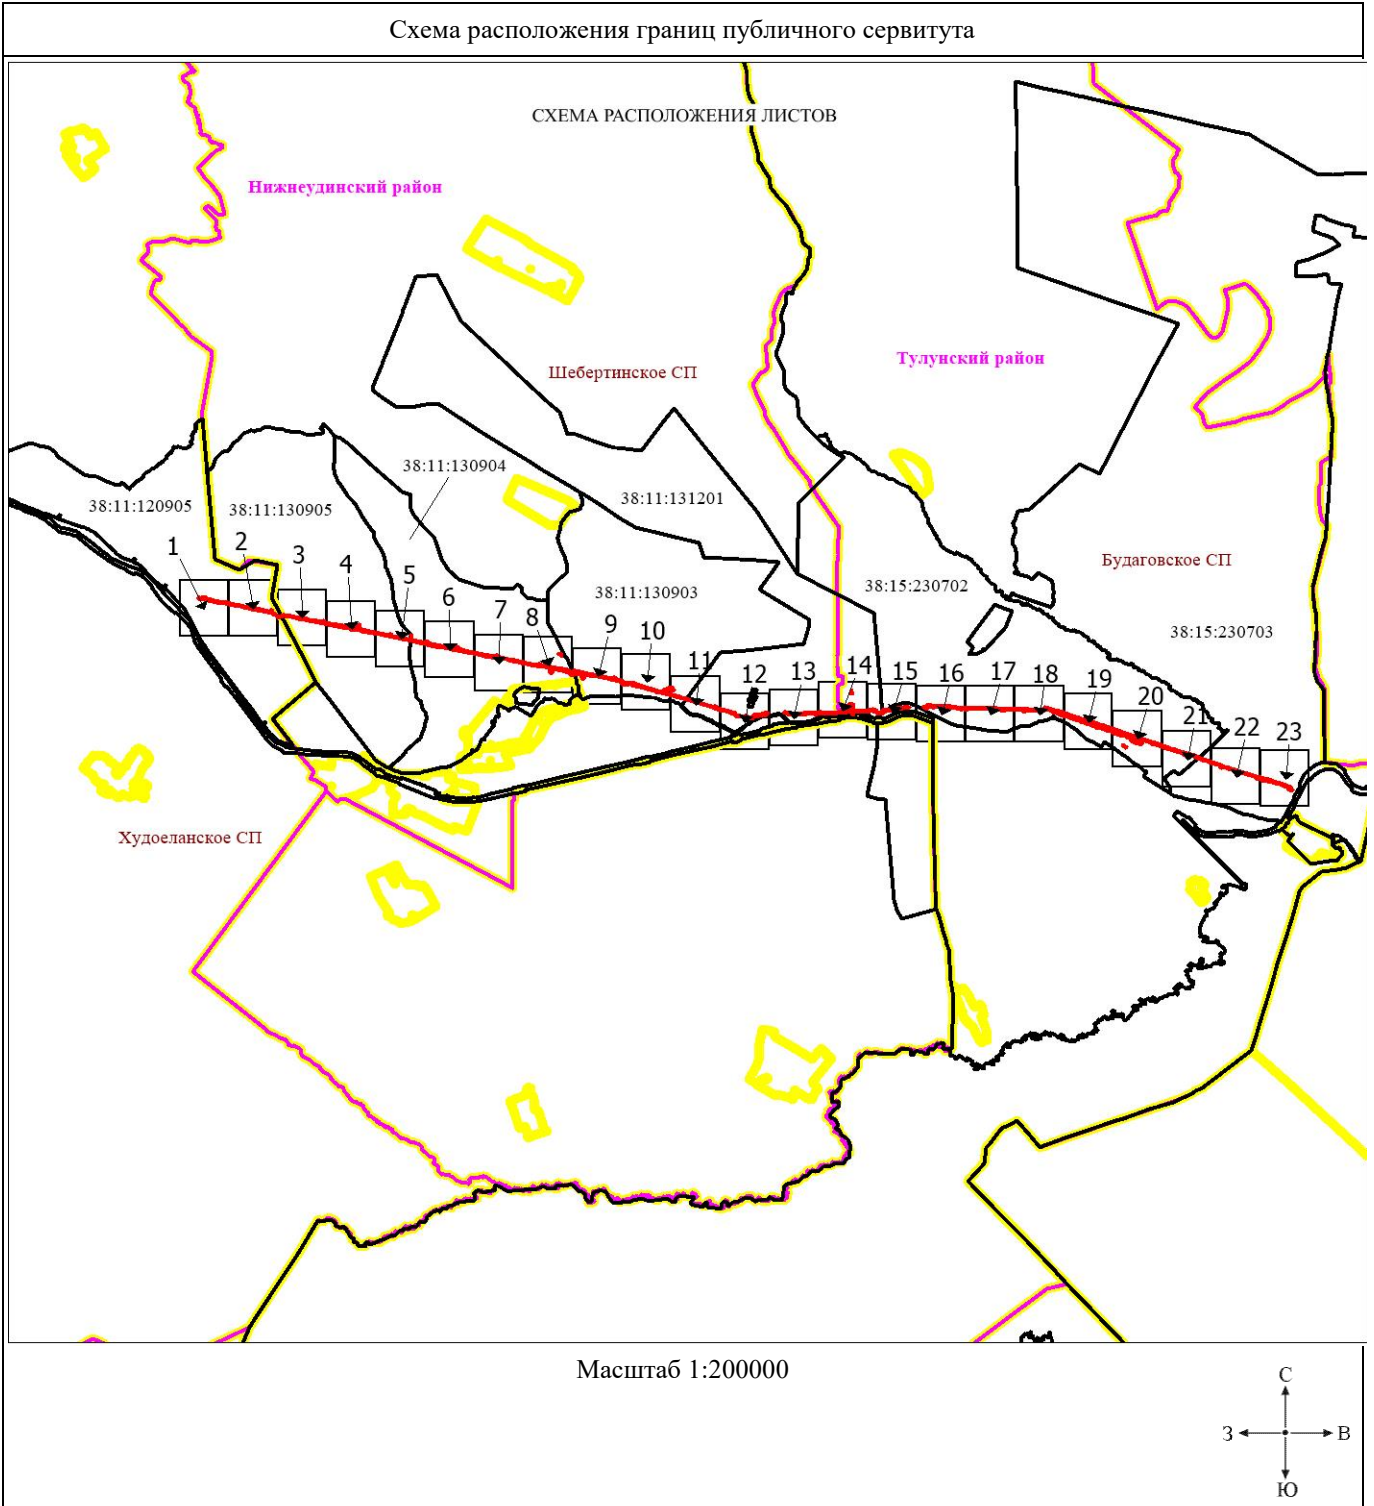 Схема расположения границ публичного сервитута
СХЕМА РАСПОЛОЖЕНИЯ ЛИСТОВ
Нижнеудинский район
Тулунский район
Шебертинское СП
38:11:130904
38:11:131201
38:11:120905
38:11:130905
Будаговское СП
38:15:230702
38:11:130903
38:15:230703
1
2
3
4
5
6
7
8
9
10
11
12
13
14
15
16
17
18
19
20
21
22
23
Худоеланское СП
Масштаб 1:200000
С
З
В
Ю